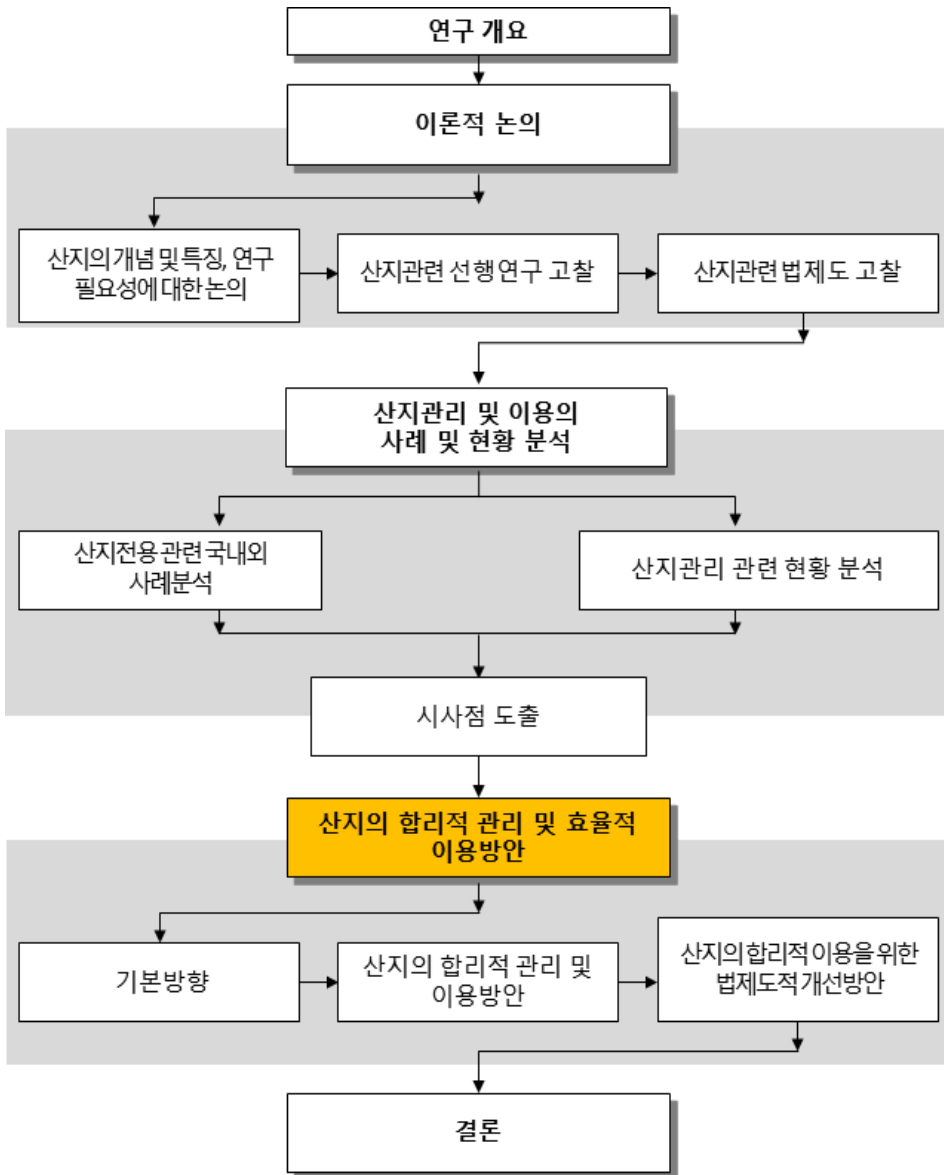 연구 개요
이론적 논의
산지의 개념 및 특징, 연구
필요성에 대한 논의
산지관련 선행연구 고찰
산지관련 법제도 고찰
산지관리 및 이용의
사례 및 현황 분석
산지전용 관련 국내외
사례분석
산지관리 관련 현황 분석
시사점 도출
산지의 합리적 관리 및 효율적
이용방안
기본방향
산지의 합리적 관리 및
이용방안
산지의 합리적 이용을 위한
법제도적 개선방안
결론